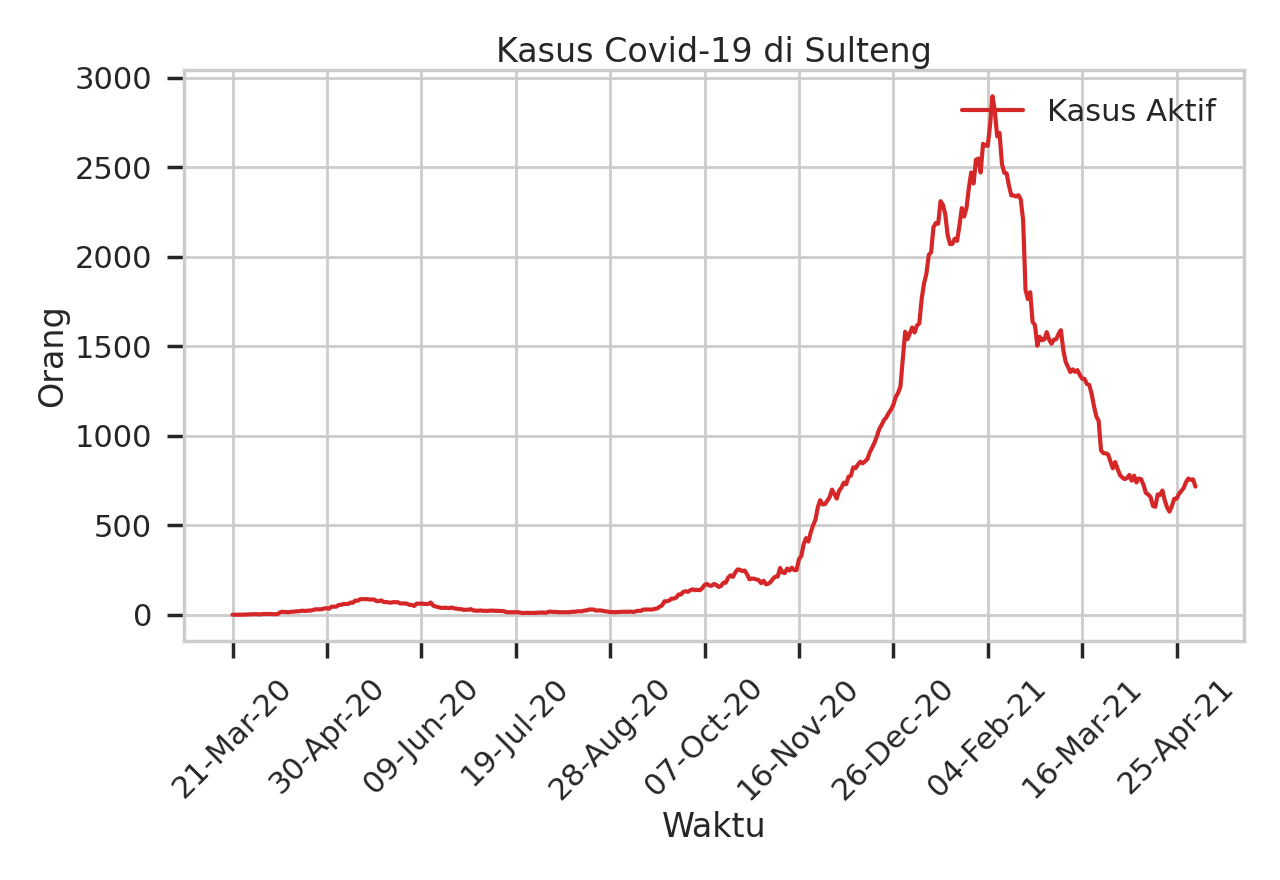 Kasus Covid-19 di Sulteng
Kasus Aktif
Orang
3000
2500
2000
1500
1000
500
0
21-Mar-20
30-Apr-20
09-Jun-20
19-Jul-20
28-Aug-20
07-Oct-20
16-Nov-20
26-Dec-20
04-Feb-21
16-Mar-21
25-Apr-21
Waktu